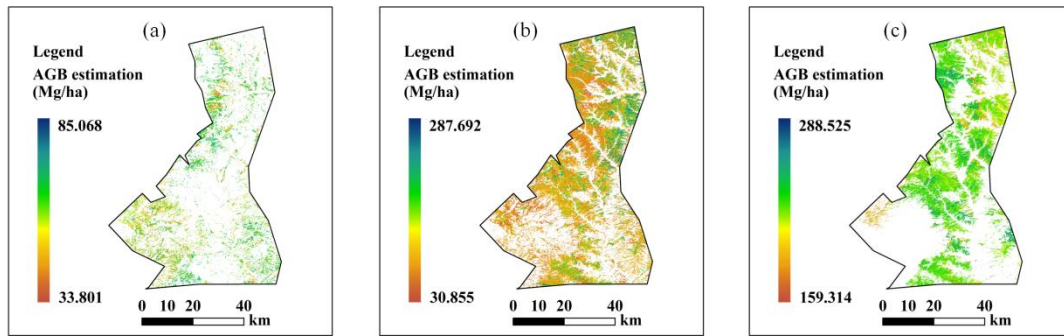 (a)
Legend
AGB estimation
(Mg/ha)
85.068
33.801
0 10 20 40
km
(b)
Legend
AGB estimation
(Mg/ha)
287.692
30.855
0 10 20 40
km
(c)
Legend
AGB estimation
(Mg/ha)
288.525
159.314
0 10 20 40
km